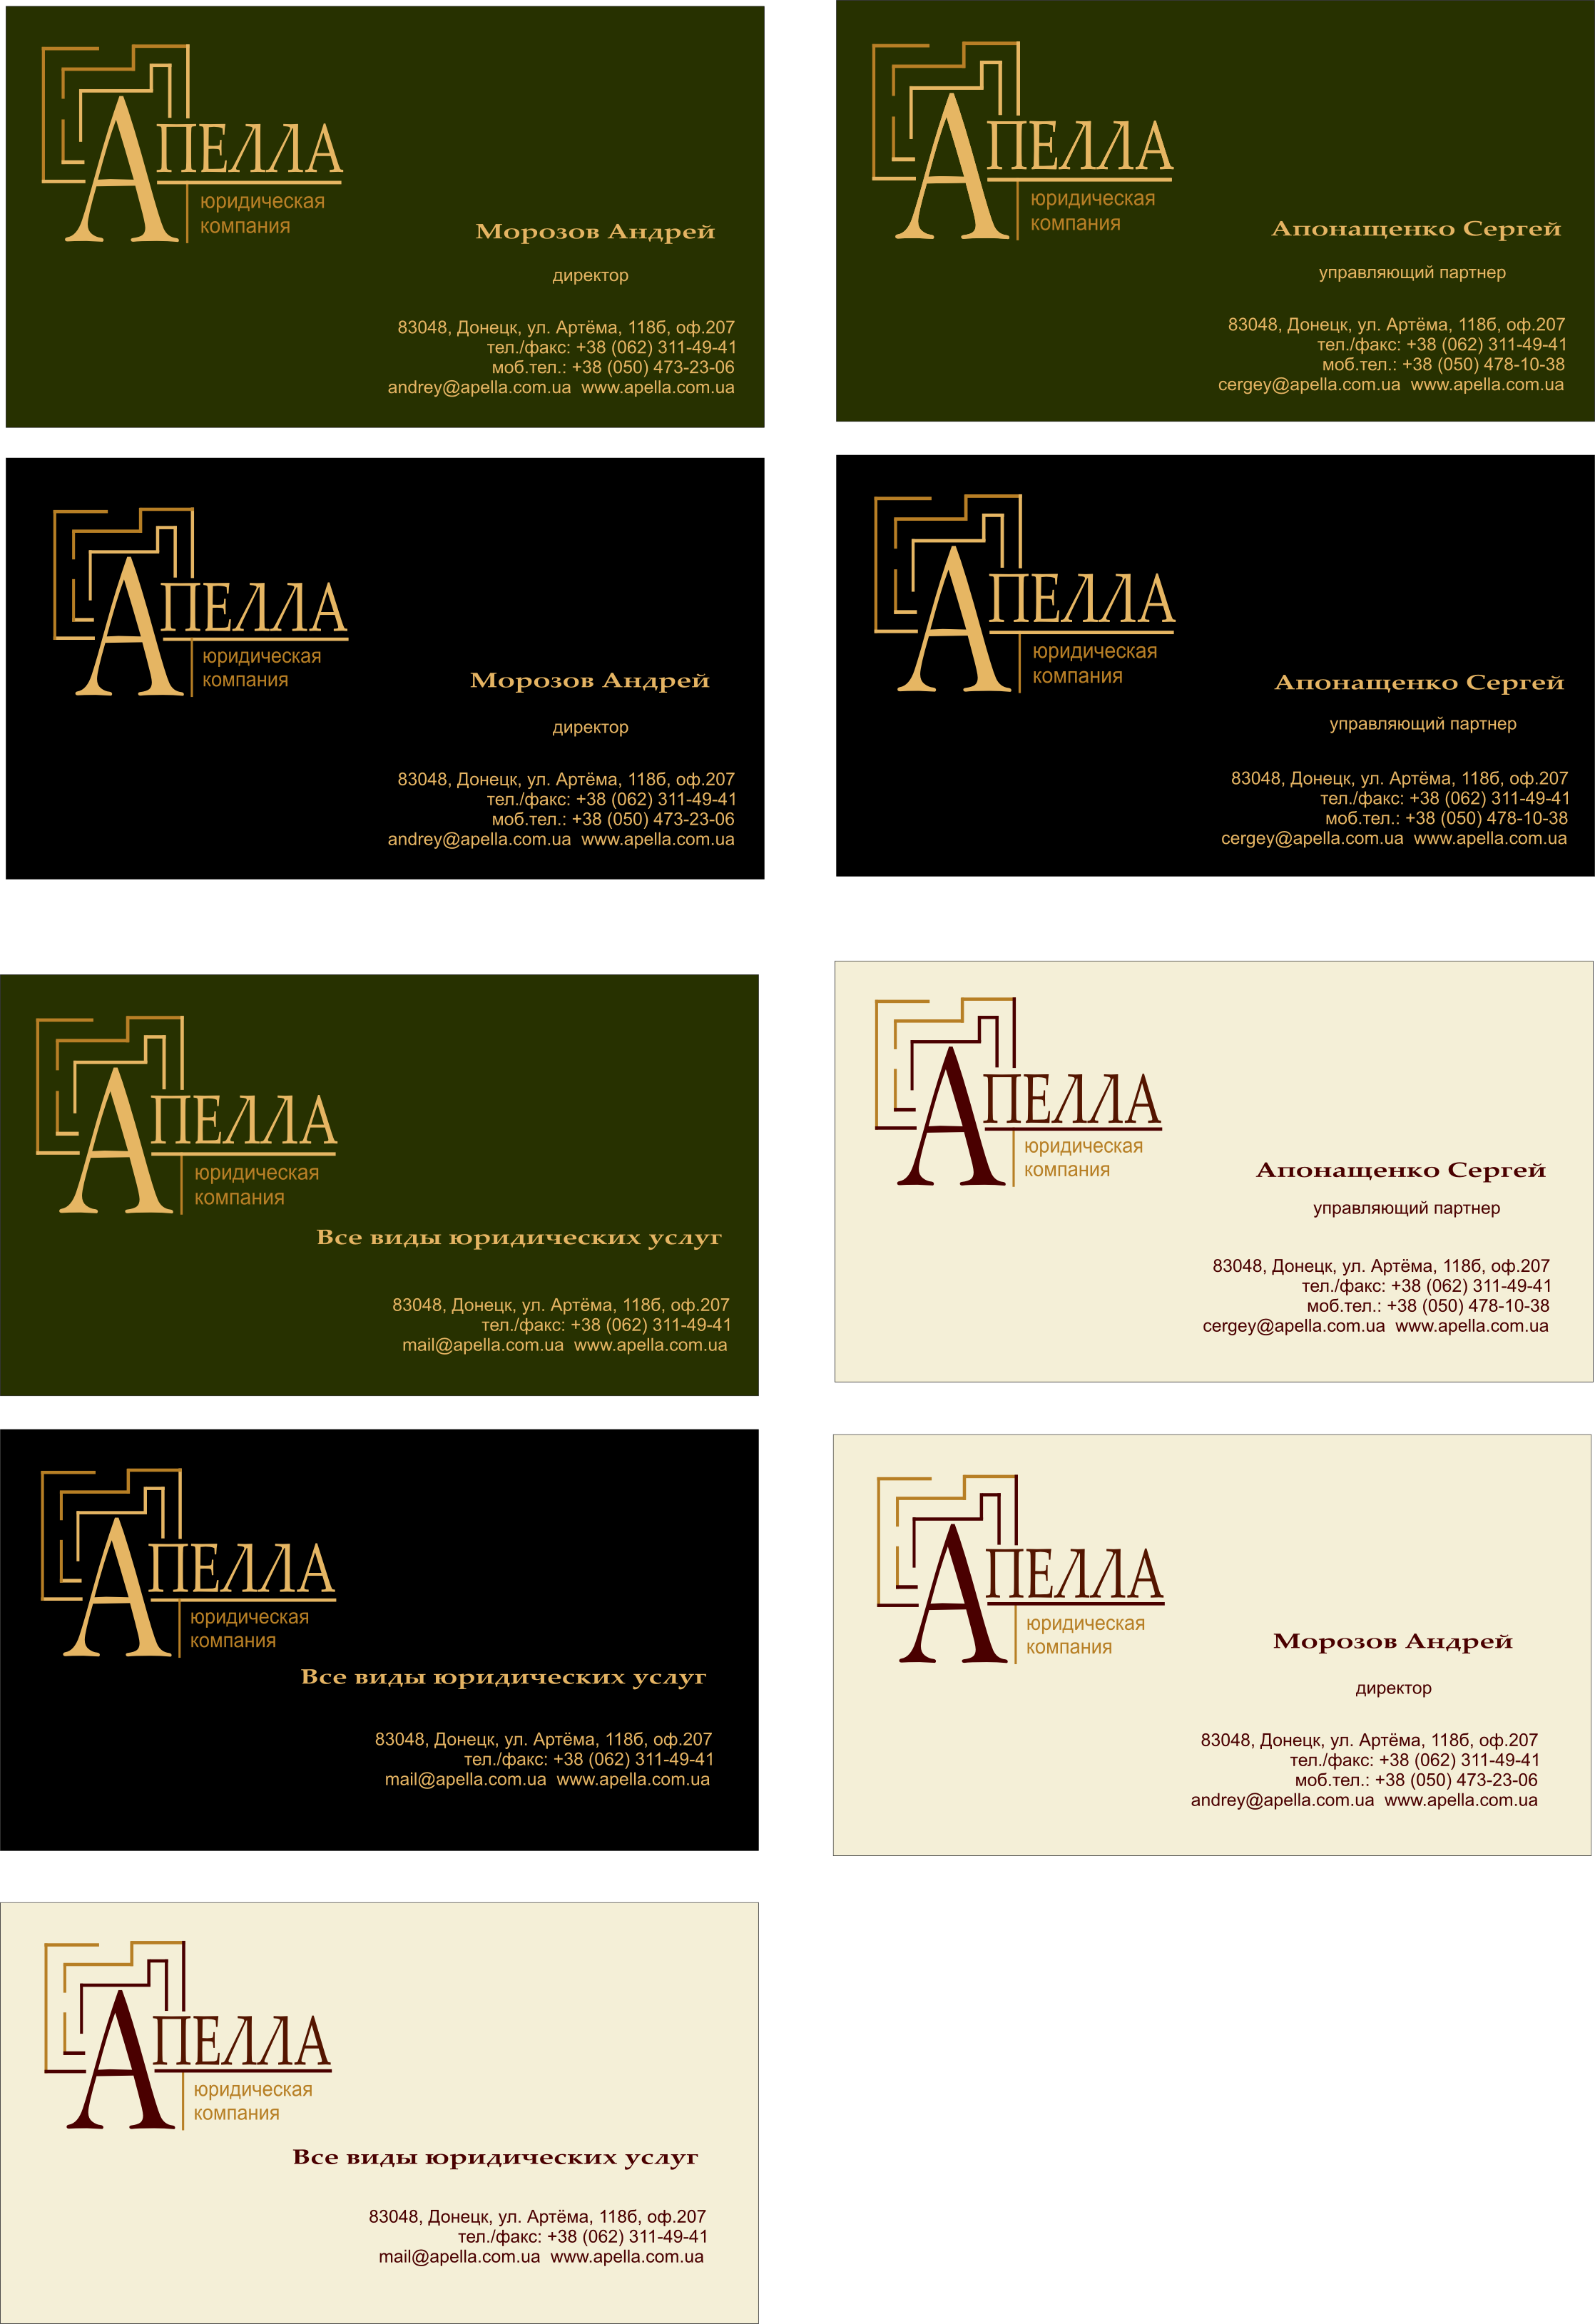 АПЕЛЛА
юридическая
компания
Морозов Андрей
директор
83048, Донецк, ул. Артёма, 118б, оф.207
тел./факс: +38 (062) 311-49-41
моб.тел.: +38 (050) 473-23-06
andrey@apella.com.ua www.apella.com.ua
АПЕЛЛА
юридическая
компания
Апонащенко Сергей
управляющий партнер
83048, Донецк, ул. Артёма, 118б, оф.207
тел./факс: +38 (062) 311-49-41
моб.тел.: +38 (050) 478-10-38
cergey@apella.com.ua www.apella.com.ua
АПЕЛЛА
юридическая
компания
Морозов Андрей
директор
83048, Донецк, ул. Артёма, 118б, оф.207
тел./факс: +38 (062) 311-49-41
моб.тел.: +38 (050) 473-23-06
andrey@apella.com.ua www.apella.com.ua
АПЕЛЛА
юридическая
компания
Апонащенко Сергей
управляющий партнер
83048, Донецк, ул. Артёма, 118б, оф.207
тел./факс: +38 (062) 311-49-41
моб.тел.: +38 (050) 478-10-38
cergey@apella.com.ua www.apella.com.ua
АПЕЛЛА
юридическая
компания
Все виды юридических услуг
83048, Донецк, ул. Артёма, 118б, оф.207
тел./факс: +38 (062) 311-49-41
mail@apella.com.ua www.apella.com.ua
АПЕЛЛА
юридическая
компания
Апонащенко Сергей
управляющий партнер
83048, Донецк, ул. Артёма, 118б, оф.207
тел./факс: +38 (062) 311-49-41
моб.тел.: +38 (050) 478-10-38
cergey@apella.com.ua www.apella.com.ua
АПЕЛЛА
юридическая
компания
Все виды юридических услуг
83048, Донецк, ул. Артёма, 118б, оф.207
тел./факс: +38 (062) 311-49-41
mail@apella.com.ua www.apella.com.ua
АПЕЛЛА
юридическая
компания
Морозов Андрей
директор
83048, Донецк, ул. Артёма, 118б, оф.207
тел./факс: +38 (062) 311-49-41
моб.тел.: +38 (050) 473-23-06
andrey@apella.com.ua www.apella.com.ua
АПЕЛЛА
юридическая
компания
Все виды юридических услуг
83048, Донецк, ул. Артёма, 118б, оф.207
тел./факс: +38 (062) 311-49-41
mail@apella.com.ua www.apella.com.ua